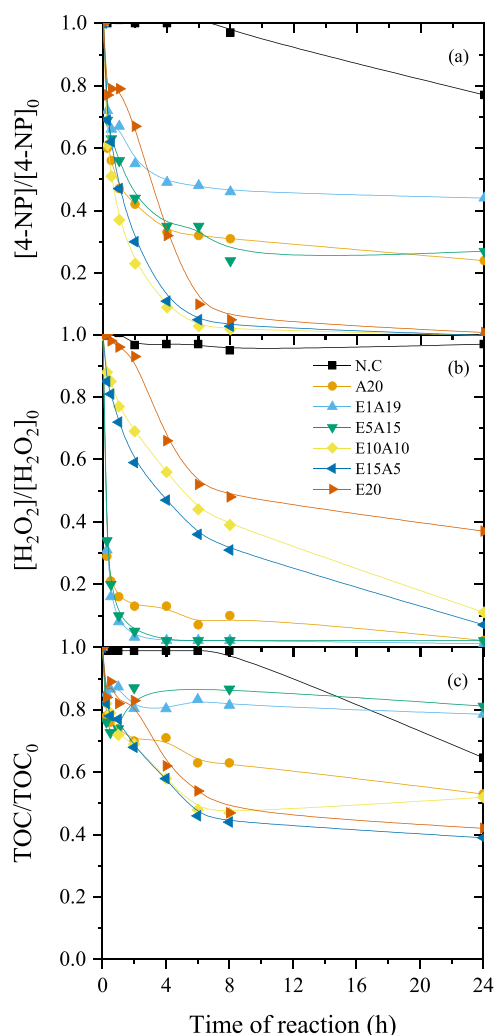 1.0
(a)
0.8
0.6
0.4
0.2
[4-NP]/[4-NP]₀
1.0
(b)
N.C
A20
E1A19
E5A15
E10A10
E15A5
E20
0.8
0.6
0.4
0.2
[H₂O₂]/[H₂O₂]₀
1.0
(c)
0.8
0.6
0.4
0.2
0.0
TOC/TOC₀
0 4 8 12 16 20 24
Time of reaction (h)